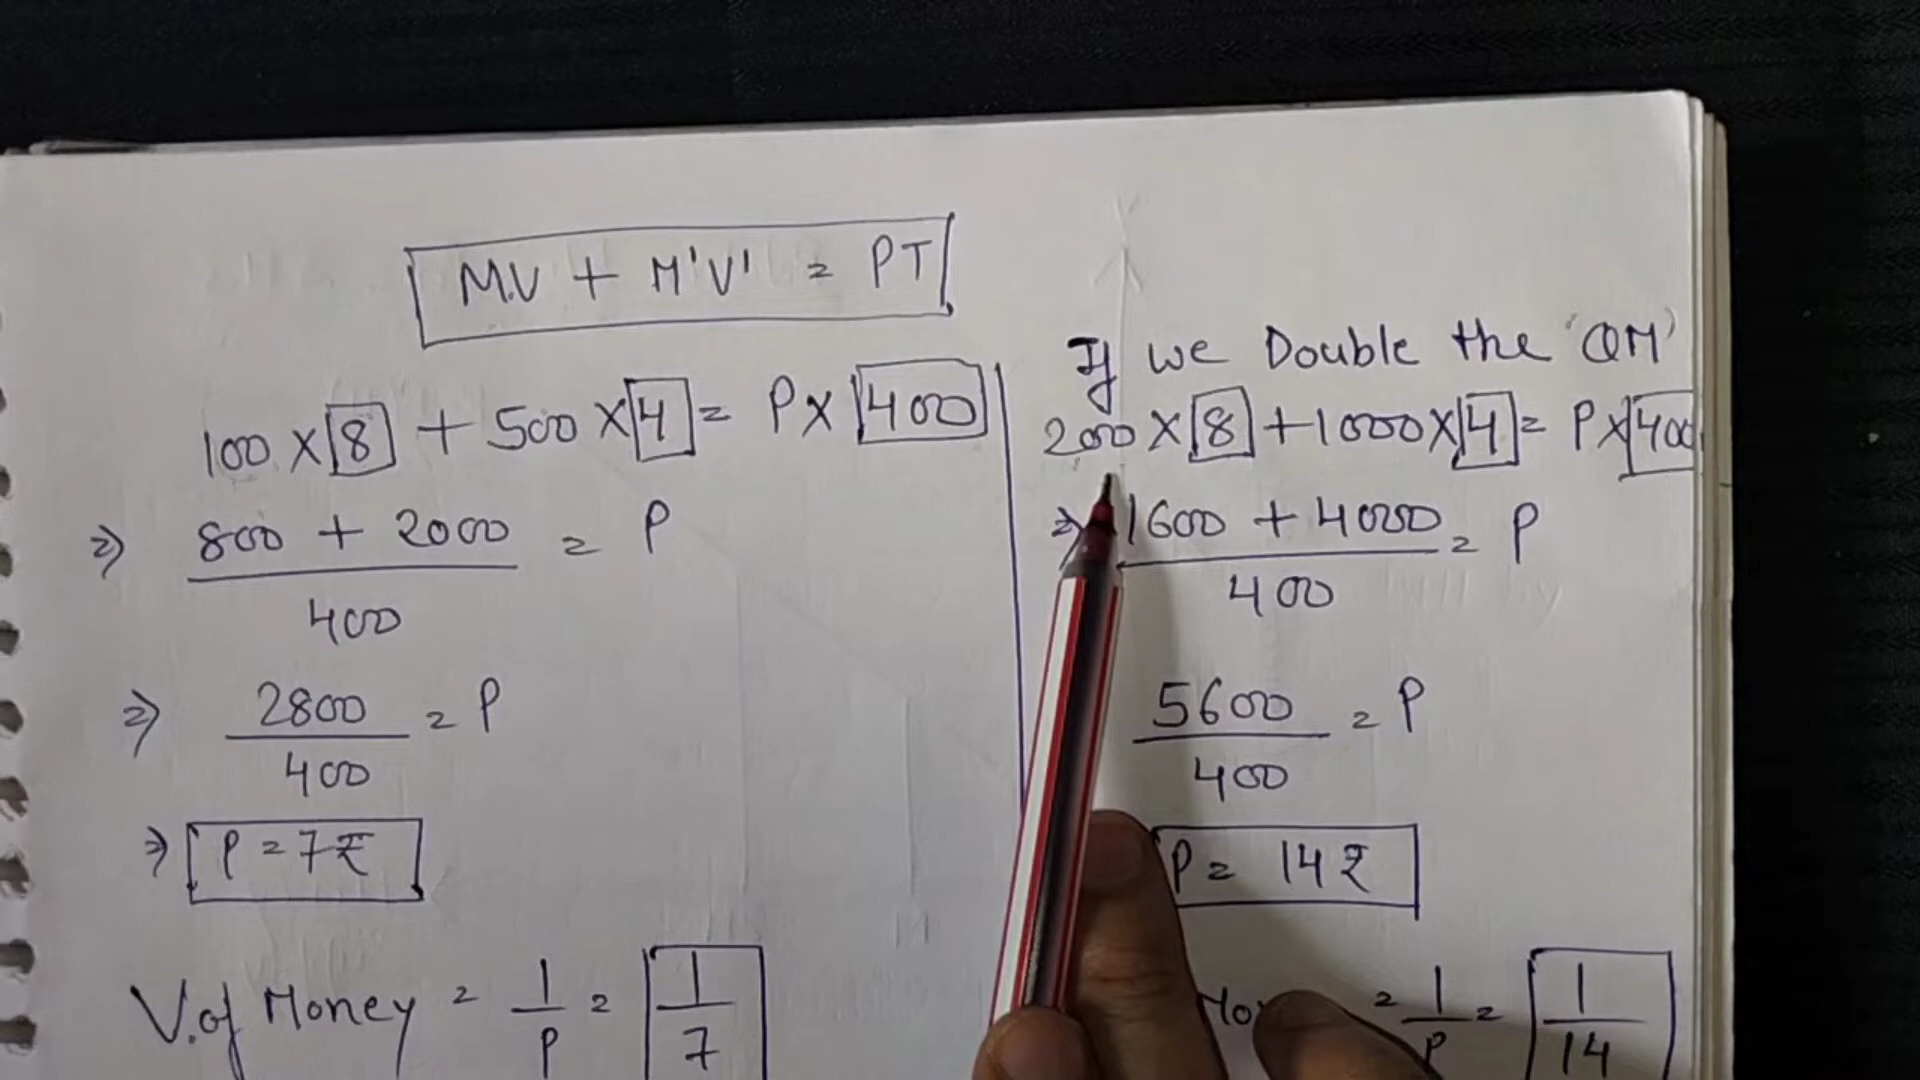 MV + M'V' = PT
100 × 8 + 500 × 4 = P × 400
⇒ 800 + 2000 = P
400
⇒ 2800 = P
400
⇒ P = 7₹
V. of Money = 1 = 1
P 7
If we Double the 'QM'
200 × 8 + 1000 × 4 = P × 400
⇒ 1600 + 4000 = P
400
5600 = P
400
P = 14₹
= 1 = 1
P 14